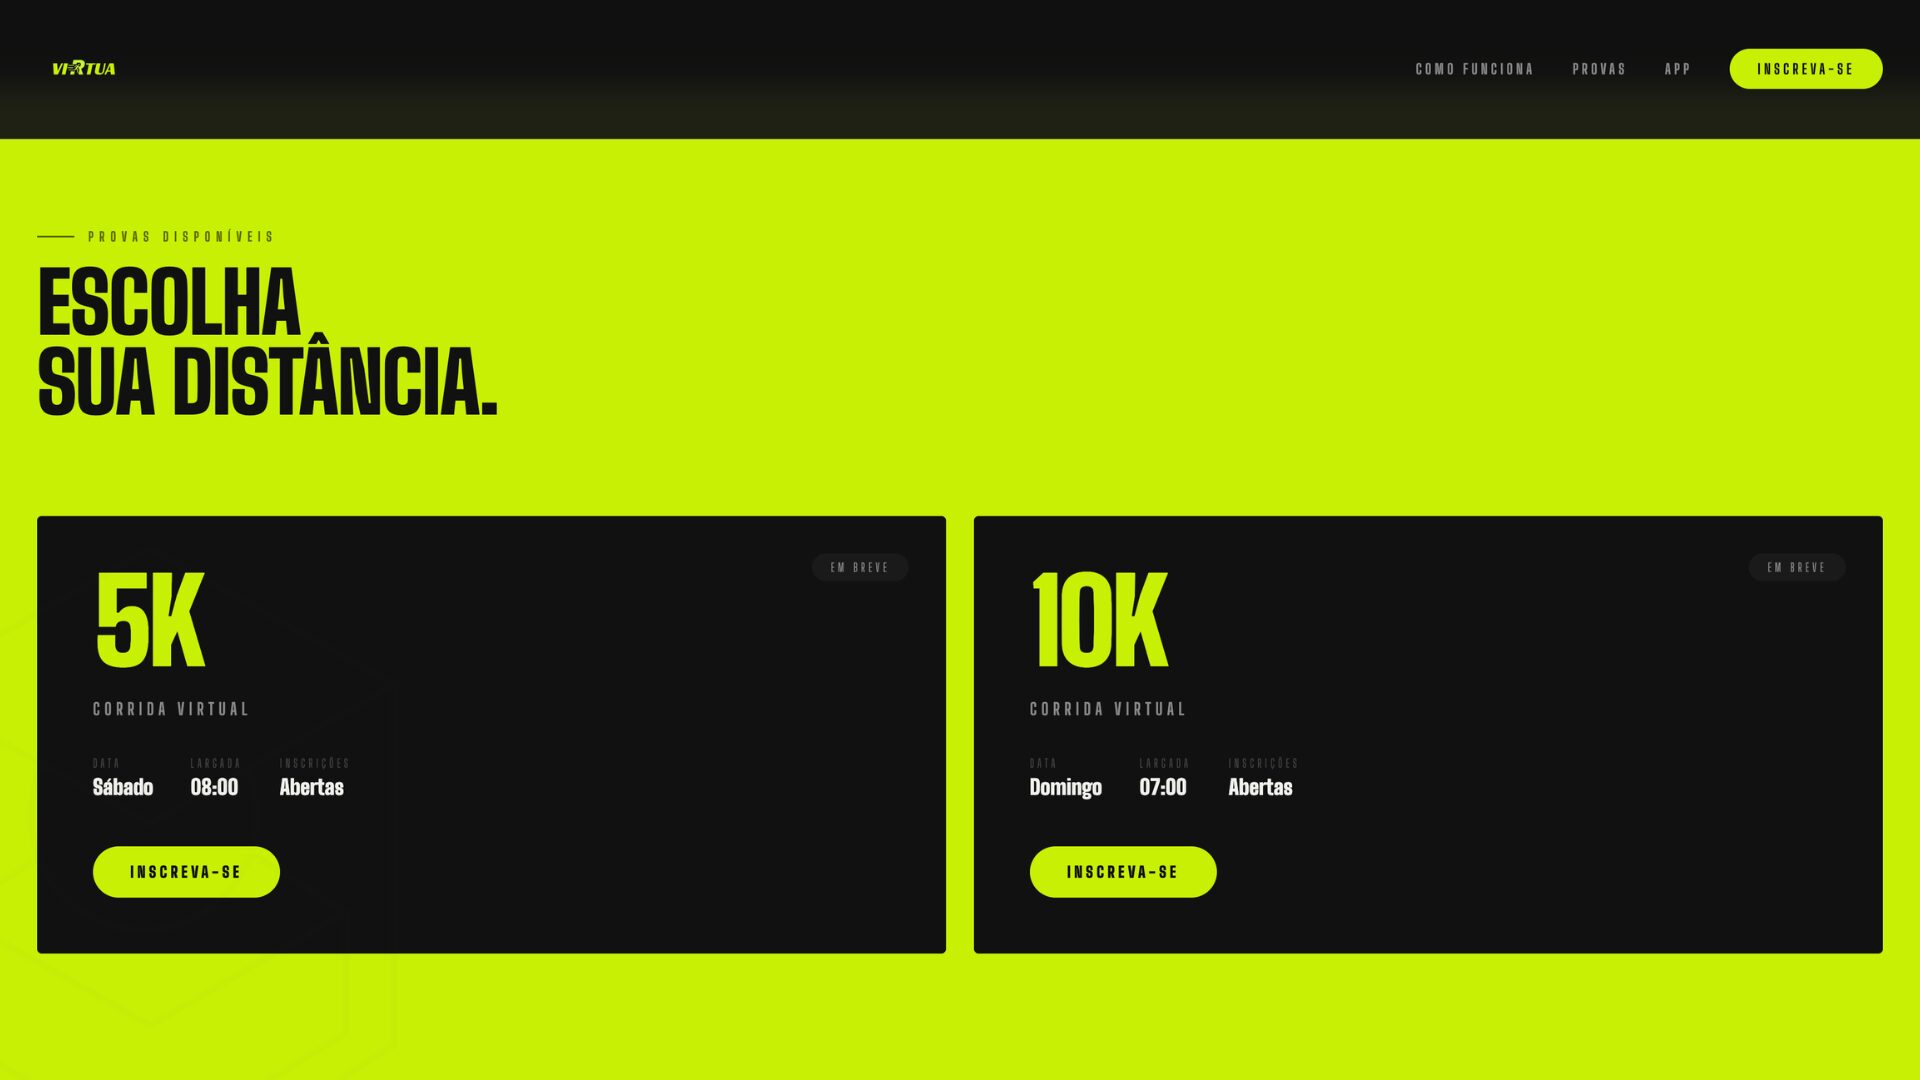 VIRTUA
COMO FUNCIONA
PROVAS
APP
INSCREVA-SE
PROVAS DISPONÍVEIS
ESCOLHA
SUA DISTÂNCIA.
EM BREVE
5K
CORRIDA VIRTUAL
DATA
Sábado
LARGADA
08:00
INSCRIÇÕES
Abertas
INSCREVA-SE
EM BREVE
10K
CORRIDA VIRTUAL
DATA
Domingo
LARGADA
07:00
INSCRIÇÕES
Abertas
INSCREVA-SE